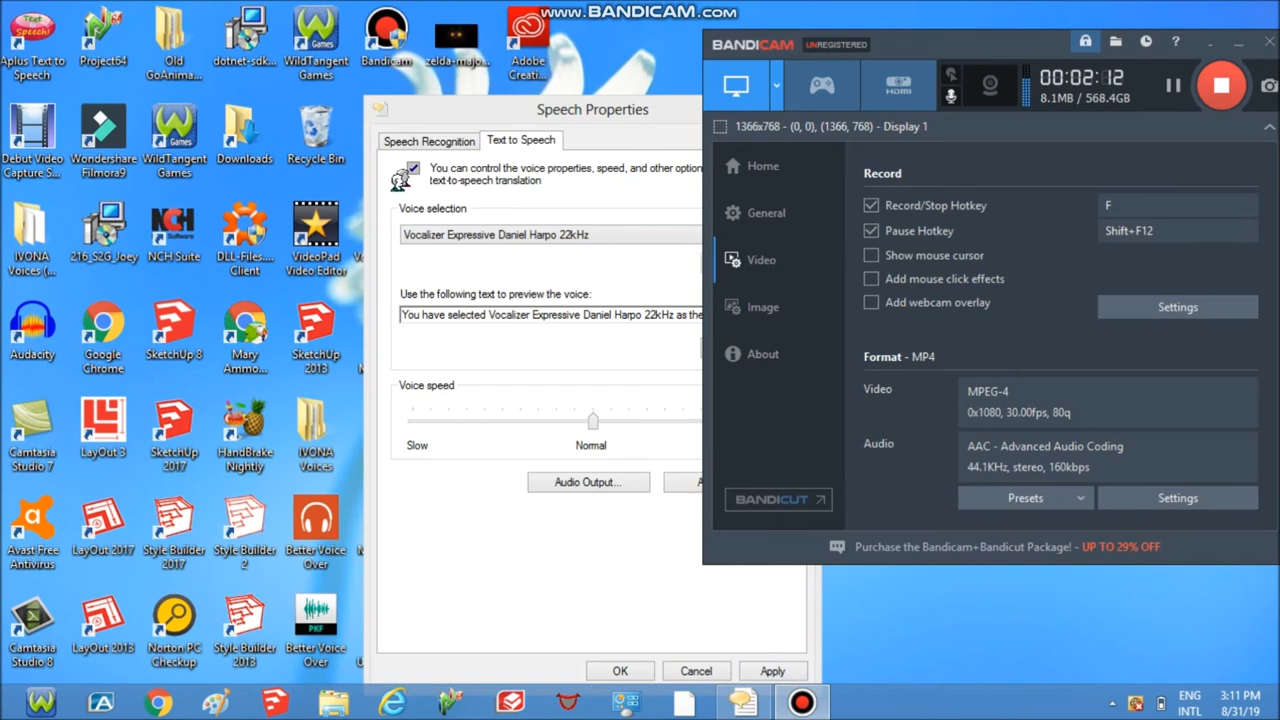 www.BANDICAM.com
Text
Speech!
Aplus Text to
Speech
Project64
Old
GoAnima...
dotnet-sdk...
WildTangent
Games
Bandicam
zelda-majo...
Adobe
Creati...
Debut Video
Capture S...
Wondershare
Filmora9
WildTangent
Games
Downloads
Recycle Bin
IVONA
Voices (...
216_S2G_Joey
NCH Software
NCH Suite
DLL-Files....
Client
VideoPad
Video Editor
Audacity
Google
Chrome
SketchUp 8
Mary
Ammo...
SketchUp
2013
Camtasia
Studio 7
LayOut 3
SketchUp
2017
HandBrake
Nightly
IVONA
Voices
Avast Free
Antivirus
LayOut 2017
Style Builder
2017
Style Builder
2
Better Voice
Over
Camtasia
Studio 8
LayOut 2013
Norton PC
Checkup
Style Builder
2013
PKF
Better Voice
Over
Speech Properties
Speech Recognition
Text to Speech
You can control the voice properties, speed, and other option
text-to-speech translation
Voice selection
Vocalizer Expressive Daniel Harpo 22kHz
Use the following text to preview the voice:
You have selected Vocalizer Expressive Daniel Harpo 22kHz as the
Voice speed
Slow
Normal
Audio Output...
OK
Cancel
Apply
BANDICAM UNREGISTERED
HDMI
00:02:12
8.1MB / 568.4GB
1366x768 - (0, 0), (1366, 768) - Display 1
Home
General
Video
Image
About
BANDICUT
Record
Record/Stop Hotkey
F
Pause Hotkey
Shift+F12
Show mouse cursor
Add mouse click effects
Add webcam overlay
Settings
Format - MP4
Video
MPEG-4
0x1080, 30.00fps, 80q
Audio
AAC - Advanced Audio Coding
44.1KHz, stereo, 160kbps
Presets
Settings
Purchase the Bandicam+Bandicut Package! - UP TO 29% OFF
ENG
INTL
3:11 PM
8/31/19